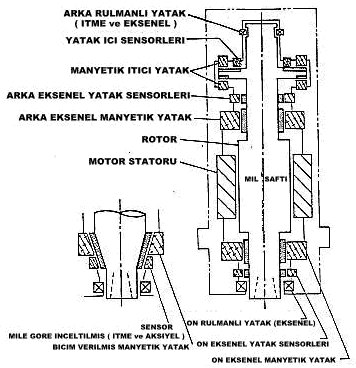 ARKA RULMANLI YATAK
( ITME ve EKSENEL )
YATAK ICI SENSORLERI
MANYETIK ITICI YATAK
ARKA EKSENEL YATAK SENSORLERI
ARKA EKSENEL MANYETIK YATAK
ROTOR
MOTOR STATORU
MIL SAFTI
SENSOR
MILE GORE INCELTILMIS ( ITME ve AKSIYEL )
BICIM VERILMIS MANYETIK YATAK
ON RULMANLI YATAK (EKSENEL)
ON EKSENEL YATAK SENSORLERI
ON EKSENEL MANYETIK YATAK